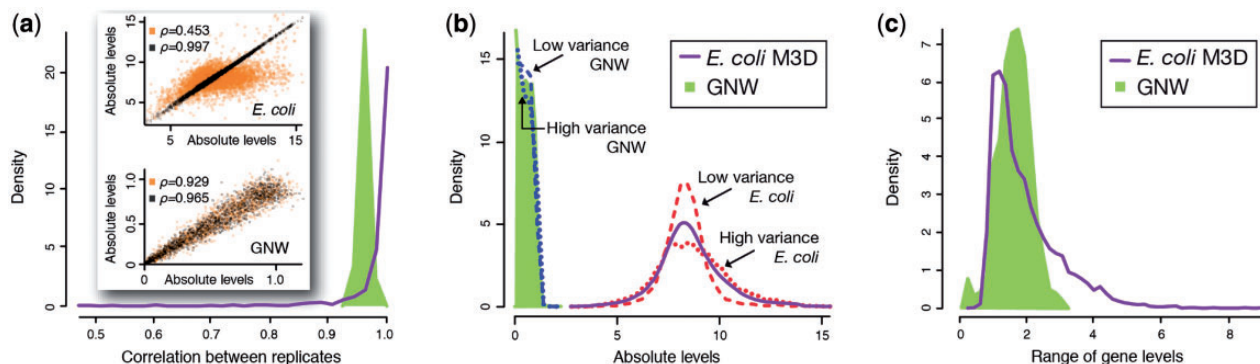 (a)
Density
20
15
10
5
0
0.5 0.6 0.7 0.8 0.9 1.0
Correlation between replicates
Absolute levels
15
10
5
ρ=0.453
ρ=0.997
E. coli
5 15
Absolute levels
Absolute levels
1.0
0.5
0
ρ=0.929
ρ=0.965
GNW
0 1.0
Absolute levels
(b)
Density
15
10
5
0
Low variance
GNW
High variance
GNW
E. coli M3D
GNW
Low variance
E. coli
High variance
E. coli
0 5 10 15
Absolute levels
(c)
Density
7
6
5
4
3
2
1
0
E. coli M3D
GNW
0 2 4 6 8
Range of gene levels